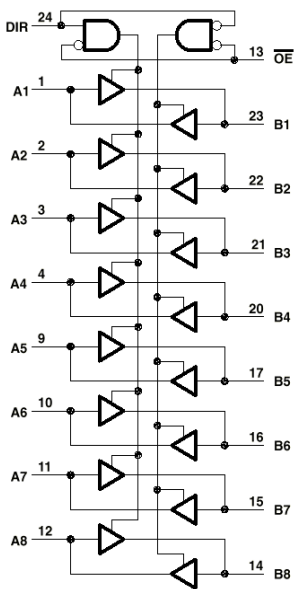 DIR 24
13 OE
A1 1
23 B1
A2 2
22 B2
A3 3
21 B3
A4 4
20 B4
A5 9
17 B5
A6 10
16 B6
A7 11
15 B7
A8 12
14 B8